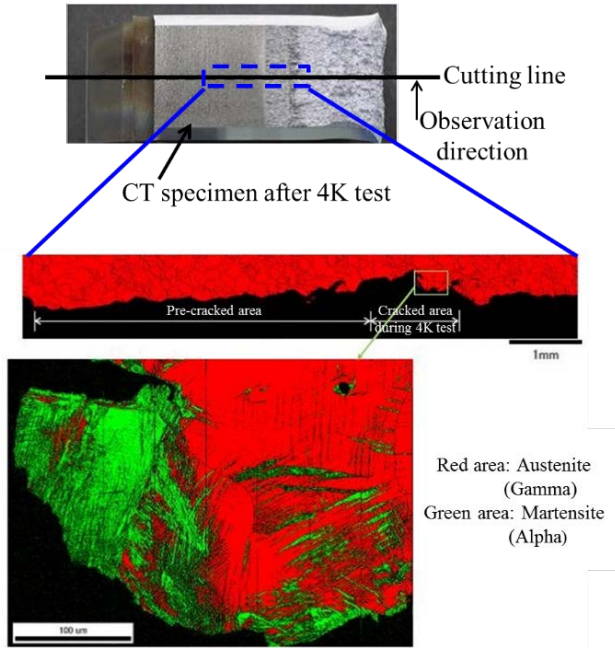 Cutting line
Observation
direction
CT specimen after 4K test
Pre-cracked area
Cracked area
during 4K test
1mm
Red area: Austenite
(Gamma)
Green area: Martensite
(Alpha)
100 um